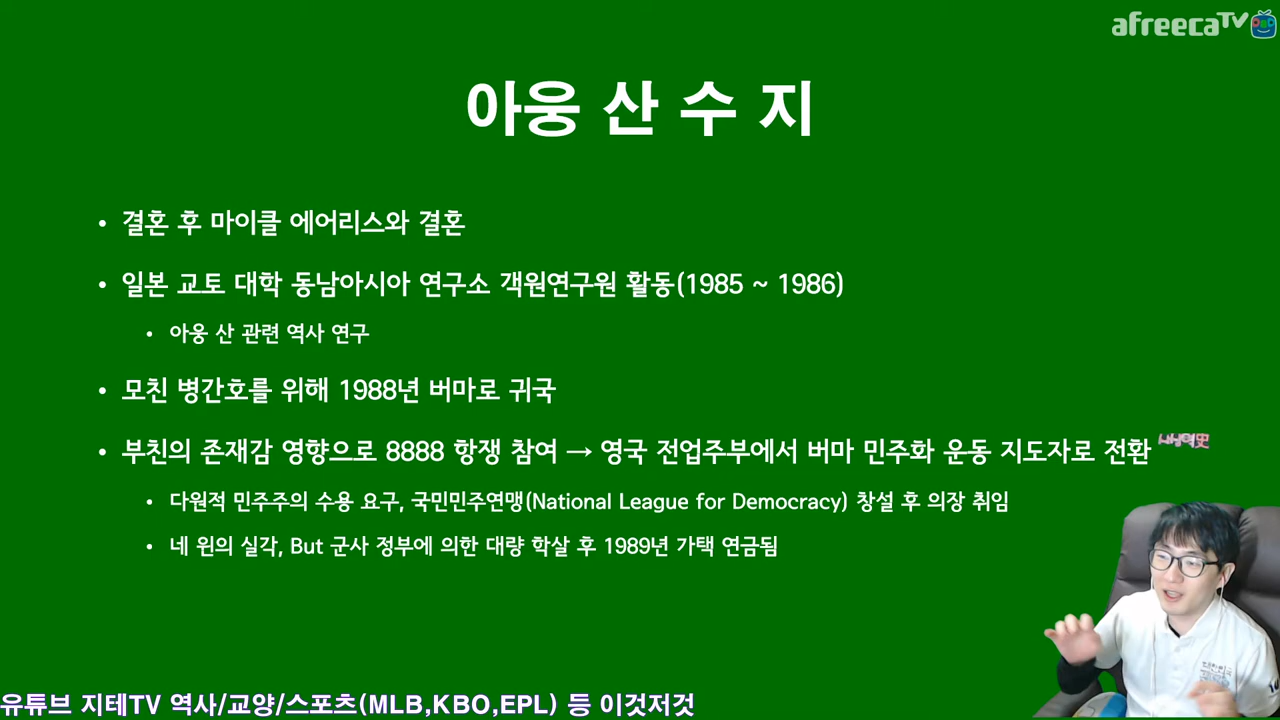 afreecaTV
아웅 산 수 지
• 결혼 후 마이클 에어리스와 결혼
• 일본 교토 대학 동남아시아 연구소 객원연구원 활동(1985 ~ 1986)
• 아웅 산 관련 역사 연구
• 모친 병간호를 위해 1988년 버마로 귀국
• 부친의 존재감 영향으로 8888 항쟁 참여 → 영국 전업주부에서 버마 민주화 운동 지도자로 전환
• 다원적 민주주의 수용 요구, 국민민주연맹(National League for Democracy) 창설 후 의장 취임
• 네 윈의 실각, But 군사 정부에 의한 대량 학살 후 1989년 가택 연금됨
대한민국
유튜브 지테TV 역사/교양/스포츠(MLB,KBO,EPL) 등 이것저것